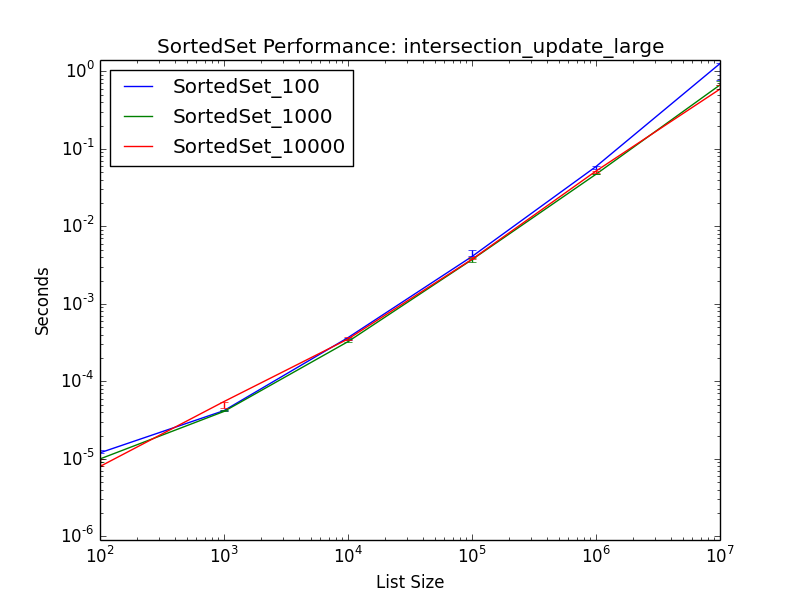 SortedSet Performance: intersection_update_large
10^0
SortedSet_100
SortedSet_1000
SortedSet_10000
10^-1
10^-2
Seconds
10^-3
10^-4
10^-5
10^-6
10^2 10^3 10^4 10^5 10^6 10^7
List Size